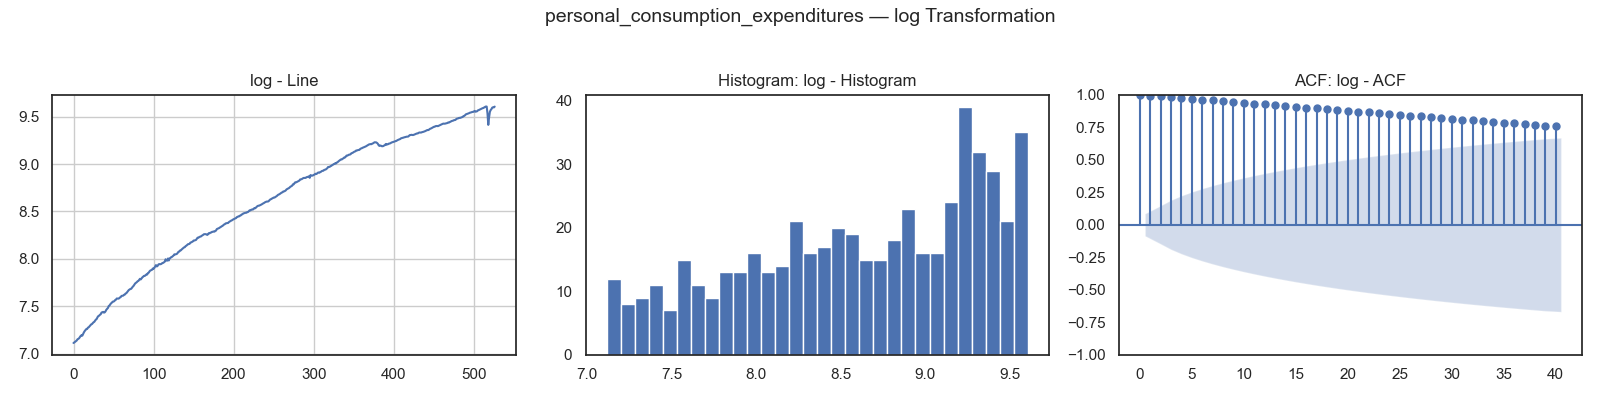 personal_consumption_expenditures — log Transformation
log - Line
9.5
9.0
8.5
8.0
7.5
7.0
0 100 200 300 400 500
Histogram: log - Histogram
40
30
20
10
0
7.0 7.5 8.0 8.5 9.0 9.5
ACF: log - ACF
1.00
0.75
0.50
0.25
0.00
−0.25
−0.50
−0.75
−1.00
0 5 10 15 20 25 30 35 40